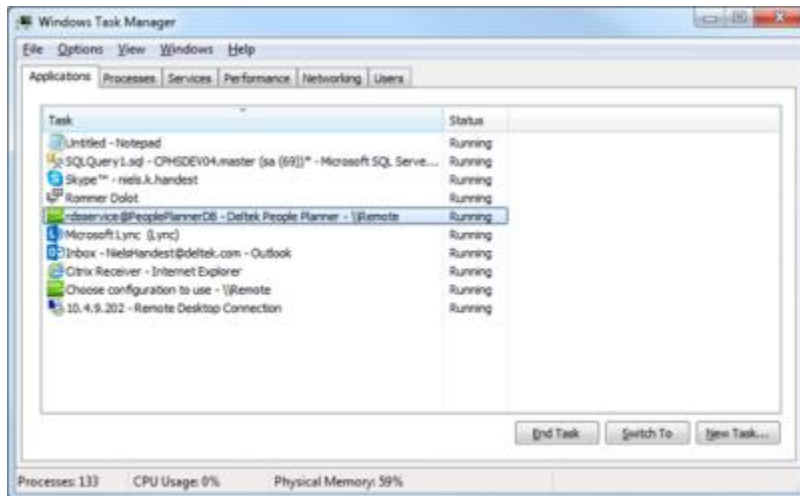 Windows Task Manager
File Options View Windows Help
Applications Processes Services Performance Networking Users
Task Status
Untitled - Notepad Running
SQLQuery1.sql - CPHSDEV04.master (sa (69))* - Microsoft SQL Serve... Running
Skype™ - niels.k.handest Running
Rommer Dolot Running
rdsservice@PeoplePlannerDB - Deltek People Planner - \\Remote Running
Microsoft Lync (Lync) Running
Inbox - NielsHandest@deltek.com - Outlook Running
Citrix Receiver - Internet Explorer Running
Choose configuration to use - \\Remote Running
10.4.9.202 - Remote Desktop Connection Running
End Task Switch To New Task...
Processes: 133 CPU Usage: 0% Physical Memory: 59%